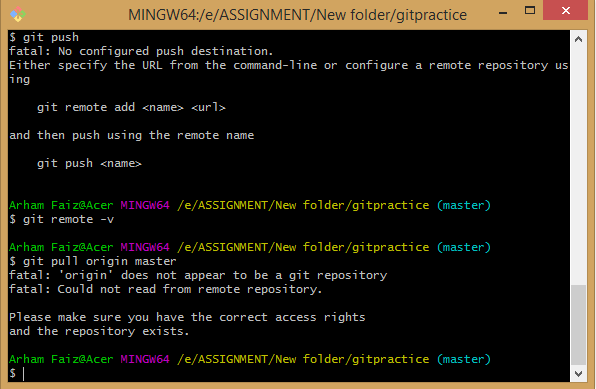 MINGW64:/e/ASSIGNMENT/New folder/gitpractice
$ git push
fatal: No configured push destination.
Either specify the URL from the command-line or configure a remote repository us
ing
git remote add <name> <url>
and then push using the remote name
git push <name>
Arham Faiz@Acer MINGW64 /e/ASSIGNMENT/New folder/gitpractice (master)
$ git remote -v
Arham Faiz@Acer MINGW64 /e/ASSIGNMENT/New folder/gitpractice (master)
$ git pull origin master
fatal: 'origin' does not appear to be a git repository
fatal: Could not read from remote repository.
Please make sure you have the correct access rights
and the repository exists.
Arham Faiz@Acer MINGW64 /e/ASSIGNMENT/New folder/gitpractice (master)
$